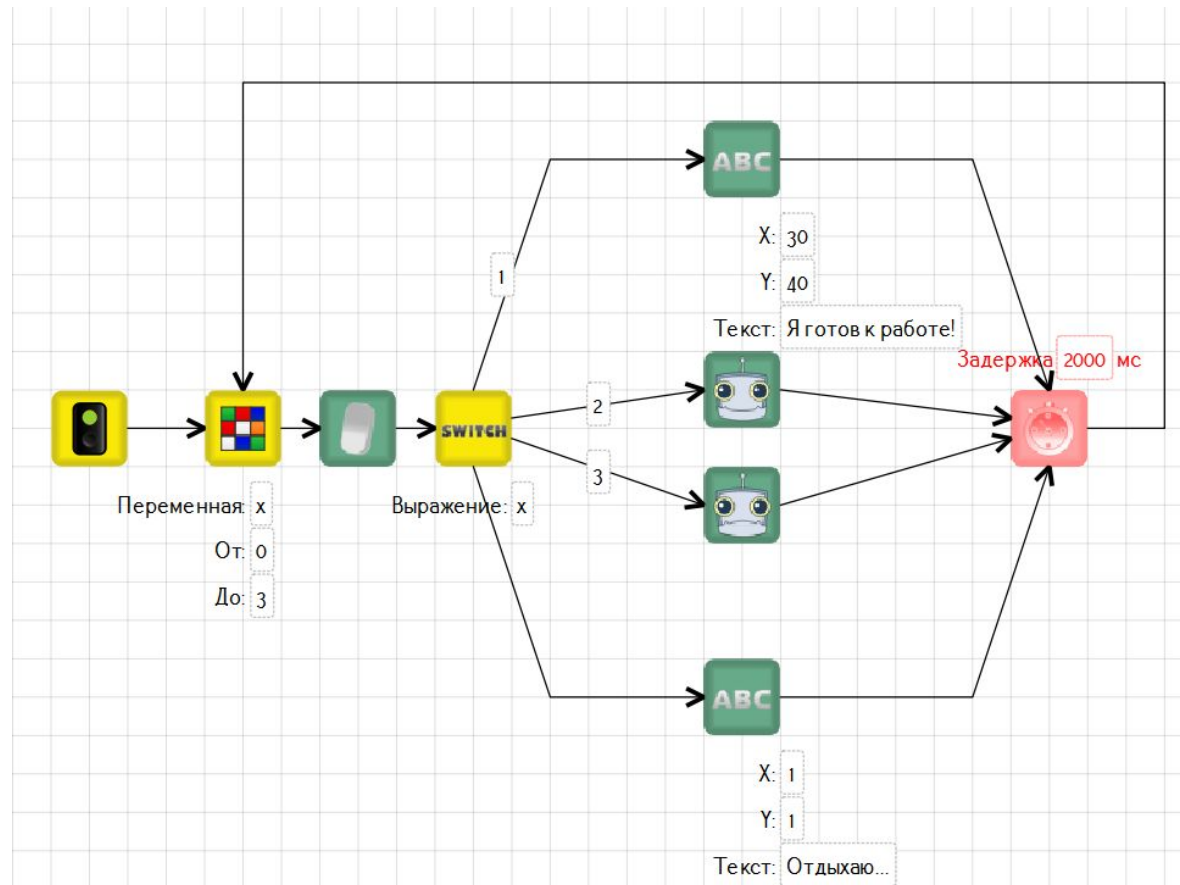 ABC
X: 30
1
Y: 40
Текст: Я готов к работе!
Задержка 2000 мс
2
SWITCH
3
Переменная: x
Выражение: x
От: 0
До: 3
ABC
X: 1
Y: 1
Текст: Отдыхаю...